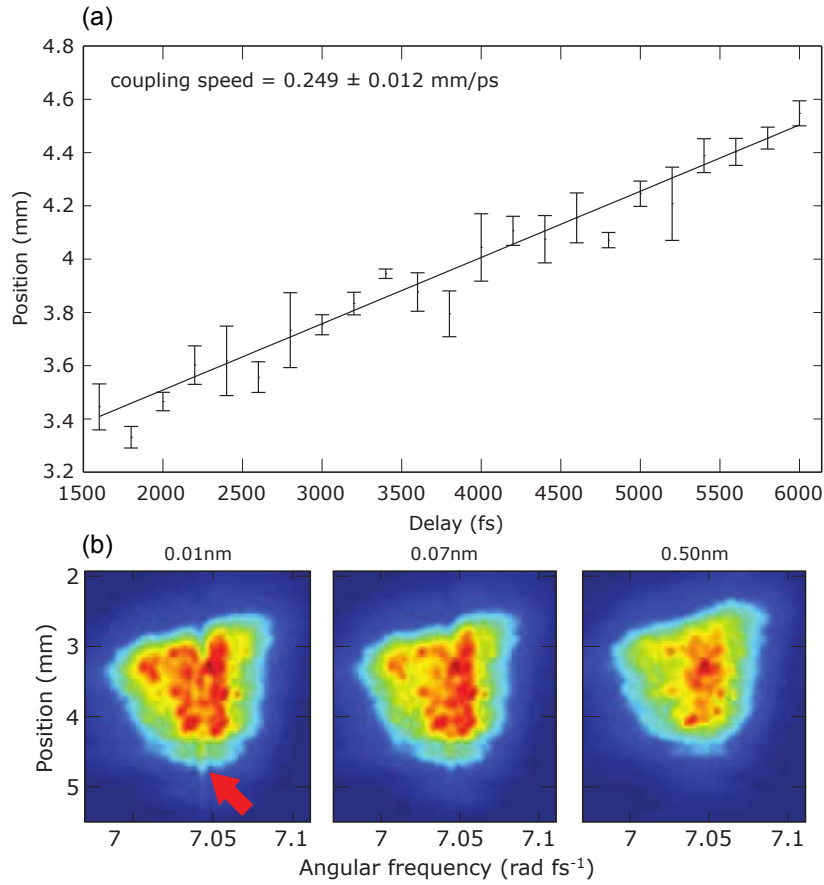 (a)
4.8
4.6
4.4
4.2
4
3.8
3.6
3.4
3.2
Position (mm)
coupling speed = 0.249 ± 0.012 mm/ps
1500 2000 2500 3000 3500 4000 4500 5000 5500 6000
Delay (fs)
(b)
0.01nm 0.07nm 0.50nm
2
3
4
5
Position (mm)
7 7.05 7.1 7 7.05 7.1 7 7.05 7.1
Angular frequency (rad fs⁻¹)